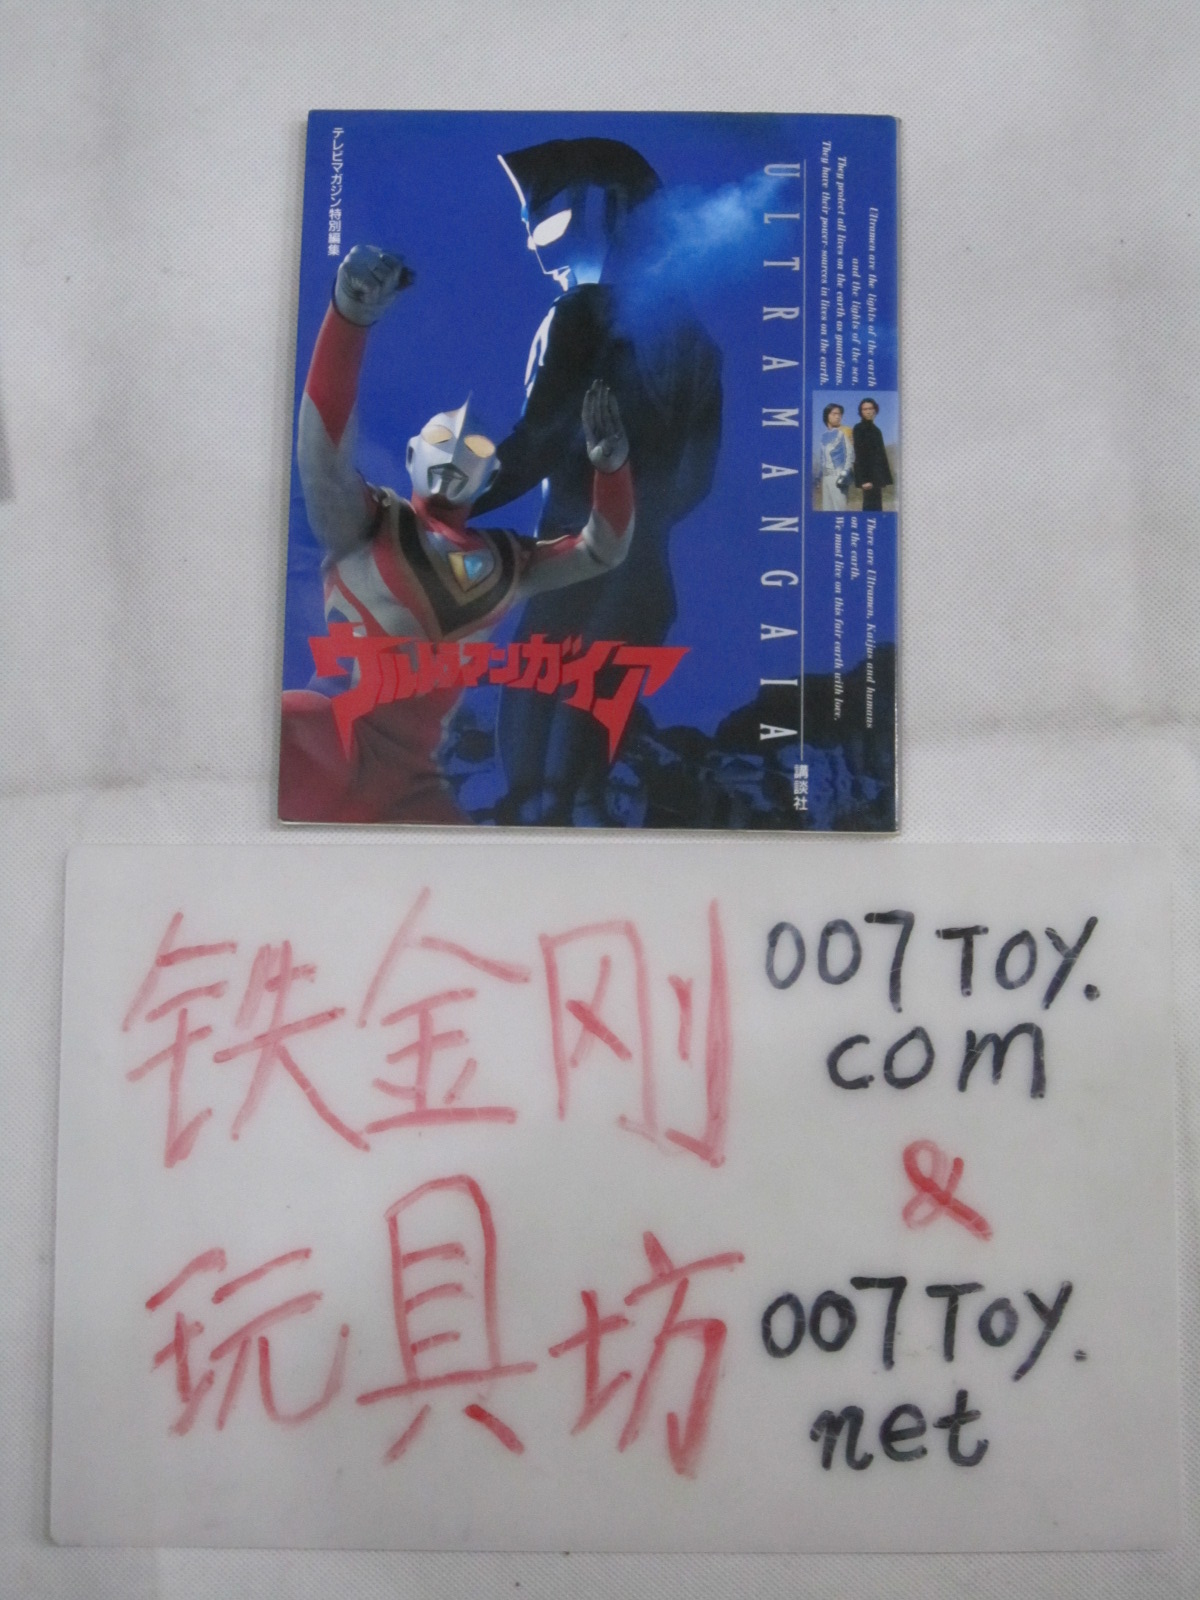 テレビマガジン特別編集
Ultramen are the lights of the earth
and the lights of the sea.
They protect all lives on the earth as guardians.
They have their power-sources in lives on the earth.
There are Ultramen, Kaijus and humans
on the earth.
We must live on this fair earth with love.
ULTRAMAN GAIA
ウルトラマンガイア
講談社
铁金刚
玩具坊
007TOY.
com
&
007Toy.
net